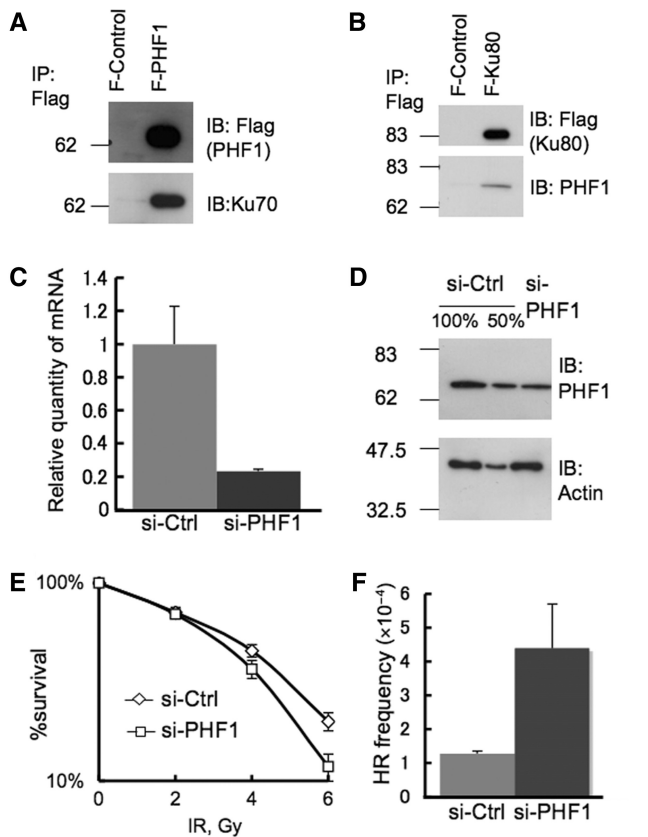 A
IP:
Flag
F-Control
F-PHF1
62
IB: Flag
(PHF1)
62
IB:Ku70
B
IP:
Flag
F-Control
F-Ku80
83
IB: Flag
(Ku80)
83
62
IB: PHF1
C
Relative quantity of mRNA
1.4
1.2
1
0.8
0.6
0.4
0.2
0
si-Ctrl
si-PHF1
D
si-Ctrl
si-
PHF1
100% 50%
83
62
IB:
PHF1
47.5
32.5
IB:
Actin
E
%survival
100%
10%
si-Ctrl
si-PHF1
0 2 4 6
IR, Gy
F
HR frequency (×10⁻⁴)
6
5
4
3
2
1
0
si-Ctrl si-PHF1